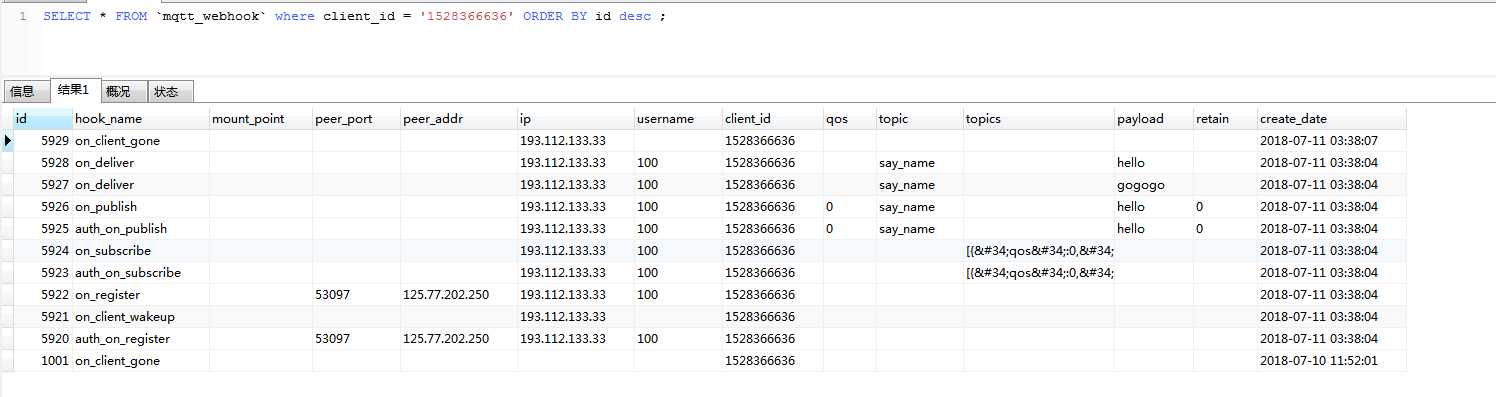 1 SELECT * FROM `mqtt_webhook` where client_id = '1528366636' ORDER BY id desc ;
信息 结果1 概况 状态
id hook_name mount_point peer_port peer_addr ip username client_id qos topic topics payload retain create_date
5929 on_client_gone 193.112.133.33 1528366636 2018-07-11 03:38:07
5928 on_deliver 193.112.133.33 100 1528366636 say_name hello 2018-07-11 03:38:04
5927 on_deliver 193.112.133.33 100 1528366636 say_name gogogo 2018-07-11 03:38:04
5926 on_publish 193.112.133.33 100 1528366636 0 say_name hello 0 2018-07-11 03:38:04
5925 auth_on_publish 193.112.133.33 100 1528366636 0 say_name hello 0 2018-07-11 03:38:04
5924 on_subscribe 193.112.133.33 100 1528366636 [{&#34;qos&#34;:0,&#34; 2018-07-11 03:38:04
5923 auth_on_subscribe 193.112.133.33 100 1528366636 [{&#34;qos&#34;:0,&#34; 2018-07-11 03:38:04
5922 on_register 53097 125.77.202.250 193.112.133.33 100 1528366636 2018-07-11 03:38:04
5921 on_client_wakeup 193.112.133.33 1528366636 2018-07-11 03:38:04
5920 auth_on_register 53097 125.77.202.250 193.112.133.33 100 1528366636 2018-07-11 03:38:04
1001 on_client_gone 1528366636 2018-07-10 11:52:01